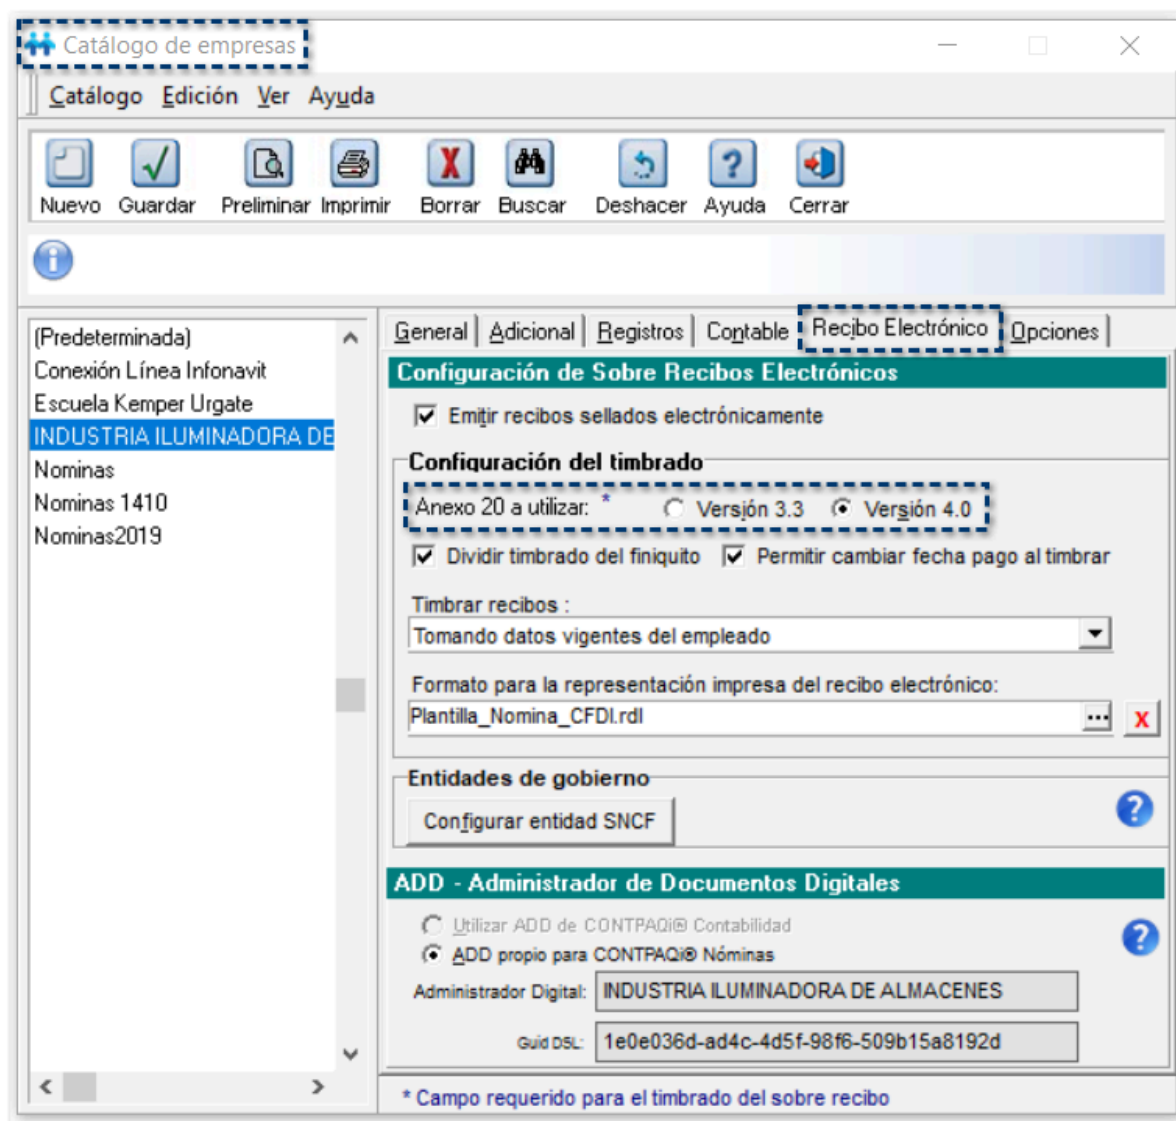 Catálogo de empresas
Catálogo Edición Ver Ayuda
Nuevo Guardar Preliminar Imprimir Borrar Buscar Deshacer Ayuda Cerrar
(Predeterminada)
Conexión Línea Infonavit
Escuela Kemper Urgate
INDUSTRIA ILUMINADORA DE
Nominas
Nominas 1410
Nominas2019
General Adicional Registros Contable Recibo Electrónico Opciones
Configuración de Sobre Recibos Electrónicos
Emitir recibos sellados electrónicamente
Configuración del timbrado
Anexo 20 a utilizar: * Versión 3.3 Versión 4.0
Dividir timbrado del finiquito Permitir cambiar fecha pago al timbrar
Timbrar recibos :
Tomando datos vigentes del empleado
Formato para la representación impresa del recibo electrónico:
Plantilla_Nomina_CFDI.rdl ... X
Entidades de gobierno
Configurar entidad SNCF
ADD - Administrador de Documentos Digitales
Utilizar ADD de CONTPAQi® Contabilidad
ADD propio para CONTPAQi® Nóminas
Administrador Digital: INDUSTRIA ILUMINADORA DE ALMACENES
Guid DSL: 1e0e036d-ad4c-4d5f-98f6-509b15a8192d
* Campo requerido para el timbrado del sobre recibo